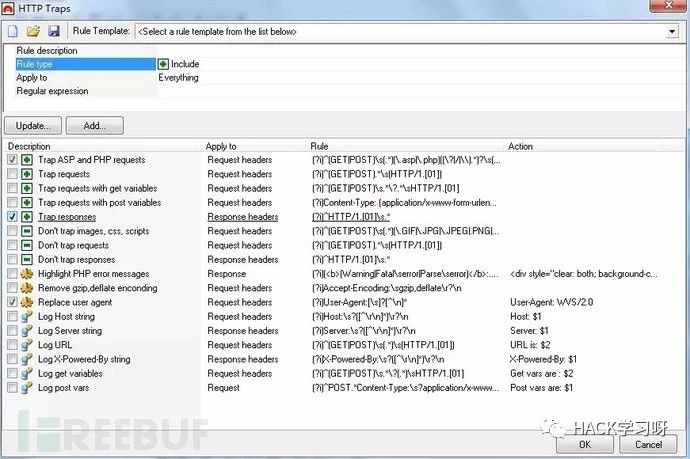 HTTP Traps
Rule Template: <Select a rule template from the list below>
Rule description
Rule type Include
Apply to Everything
Regular expression
Update... Add...
Description Apply to Rule Action
Trap ASP and PHP requests Request headers (?i)^(GET|POST)\s(.*)(\.asp|\.php)([\?|/|\\].*)?\s(...
Trap requests Request headers (?i)^(GET|POST).*\s(HTTP/1.[01])
Trap requests with get variables Request headers (?i)^(GET|POST)\s.*\?.*\sHTTP/1.[01]
Trap requests with post variables Request headers (?i)Content-Type: (application/x-www-form-urlen...
Trap responses Response headers (?i)^HTTP/1.[01]\s.*
Don't trap images, css, scripts Request headers (?i)^(GET|POST)\s(.*)(\.GIF|\.JPG|\.JPEG|.PNG|...
Don't trap requests Request headers (?i)^(GET|POST).*\s(HTTP/1.[01])
Don't trap responses Response headers (?i)^HTTP/1.[01]\s.*
Highlight PHP error messages Response (?i)(<b>(Warning|Fatal\serror|Parse\serror)</b>:.... <div style="clear: both; background-c...
Remove gzip,deflate enconding Request headers (?i)Accept-Encoding:\sgzip,deflate\r?\n
Replace user agent Request headers (?i)User-Agent:[\s]?[^\n]* User-Agent: WVS/2.0
Log Host string Request headers (?i)Host:\s?([^\r\n]*)\r?\n Host: $1
Log Server string Response headers (?i)Server:\s?([^\r\n]*)\r?\n Server: $1
Log URL Request headers (?i)^(GET|POST)\s(.*)\s(HTTP/1.[01]) URL is: $2
Log X-Powered-By string Response headers (?i)X-Powered-By:\s?([^\r\n]*)\r?\n X-Powered-By: $1
Log get variables Request headers (?i)^(GET|POST)\s.*\?(.*)\sHTTP/1.[01] Get vars are : $2
Log post vars Request (?i)^POST.*Content-Type:\s?application/x-www... Post vars are: $1
FREEBUF
HACK学习呀
OK Cancel